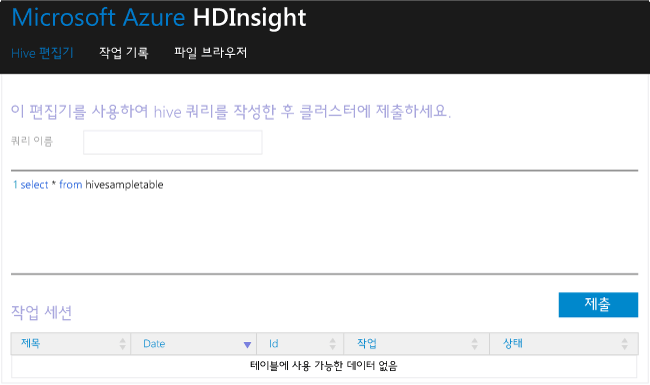 Microsoft Azure HDInsight
Hive 편집기 작업 기록 파일 브라우저
이 편집기를 사용하여 hive 쿼리를 작성한 후 클러스터에 제출하세요.
쿼리 이름
1 select * from hivesampletable
제출
작업 세션
제목 Date Id 작업 상태
테이블에 사용 가능한 데이터 없음